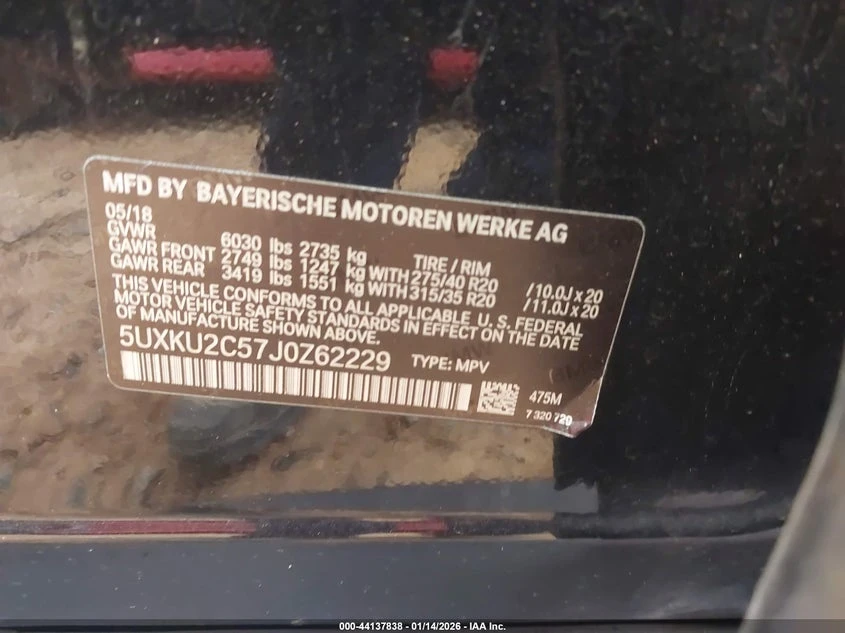 MFD BY BAYERISCHE MOTOREN WERKE AG
05/18
GVWR 6030 lbs 2735 kg TIRE / RIM
GAWR FRONT 2749 lbs 1247 kg WITH 275/40 R20 /10.0J x 20
GAWR REAR 3419 lbs 1551 kg WITH 315/35 R20 /11.0J x 20
THIS VEHICLE CONFORMS TO ALL APPLICABLE U.S. FEDERAL
MOTOR VEHICLE SAFETY STANDARDS IN EFFECT ON THE DATE
OF MANUFACTURE SHOWN ABOVE.
5UXKU2C57J0Z62229 TYPE: MPV
475M
7 320 720
000-44137838 - 01/14/2026 - IAA Inc.